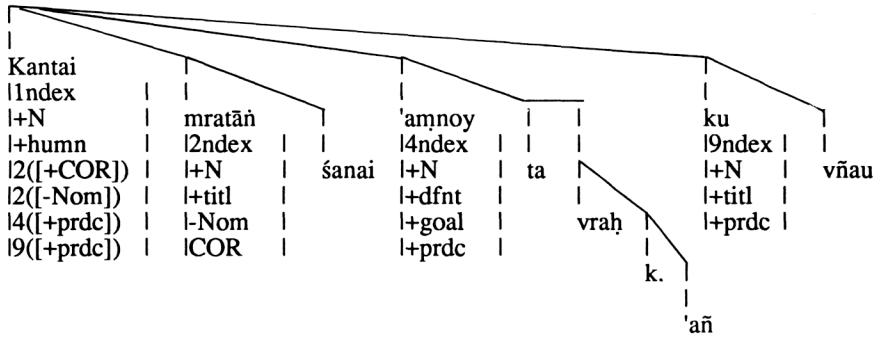 Kantai
1ndex
+N mratāṅ 'aṃnoy ku
+humn 2ndex 4ndex 9ndex
2([+COR]) +N śanai +N ta +N vñau
2([-Nom]) +titl +dfnt +titl
4([+prdc]) -Nom +goal vraḥ +prdc
9([+prdc]) COR +prdc
k.
'añ